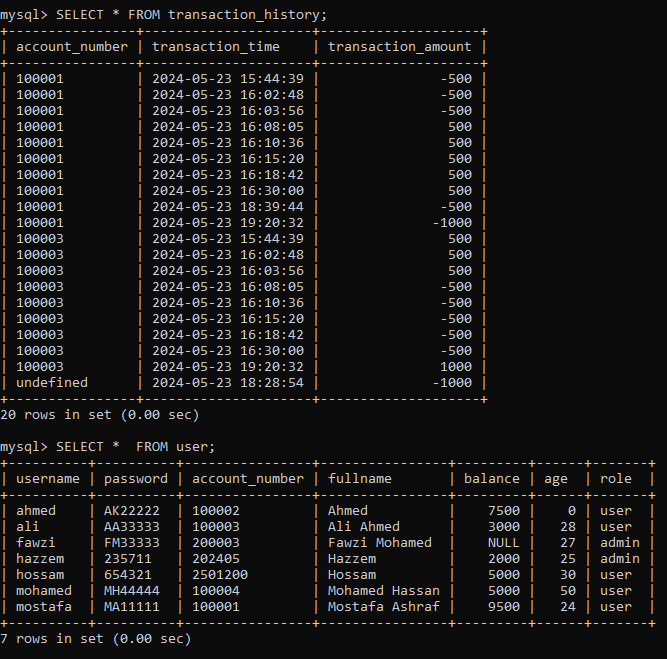 mysql> SELECT * FROM transaction_history;
+----------------+---------------------+--------------------+
| account_number | transaction_time    | transaction_amount |
+----------------+---------------------+--------------------+
| 100001         | 2024-05-23 15:44:39 |               -500 |
| 100001         | 2024-05-23 16:02:48 |               -500 |
| 100001         | 2024-05-23 16:03:56 |               -500 |
| 100001         | 2024-05-23 16:08:05 |                500 |
| 100001         | 2024-05-23 16:10:36 |                500 |
| 100001         | 2024-05-23 16:15:20 |                500 |
| 100001         | 2024-05-23 16:18:42 |                500 |
| 100001         | 2024-05-23 16:30:00 |                500 |
| 100001         | 2024-05-23 18:39:44 |               -500 |
| 100001         | 2024-05-23 19:20:32 |              -1000 |
| 100003         | 2024-05-23 15:44:39 |                500 |
| 100003         | 2024-05-23 16:02:48 |                500 |
| 100003         | 2024-05-23 16:03:56 |                500 |
| 100003         | 2024-05-23 16:08:05 |               -500 |
| 100003         | 2024-05-23 16:10:36 |               -500 |
| 100003         | 2024-05-23 16:15:20 |               -500 |
| 100003         | 2024-05-23 16:18:42 |               -500 |
| 100003         | 2024-05-23 16:30:00 |               -500 |
| 100003         | 2024-05-23 19:20:32 |               1000 |
| undefined      | 2024-05-23 18:28:54 |              -1000 |
+----------------+---------------------+--------------------+
20 rows in set (0.00 sec)

mysql> SELECT *  FROM user;
+----------+----------+----------------+----------------+---------+------+-------+
| username | password | account_number | fullname       | balance | age  | role  |
+----------+----------+----------------+----------------+---------+------+-------+
| ahmed    | AK22222  | 100002         | Ahmed          |    7500 |    0 | user  |
| ali      | AA33333  | 100003         | Ali Ahmed      |    3000 |   28 | user  |
| fawzi    | FM33333  | 200003         | Fawzi Mohamed  |    NULL |   27 | admin |
| hazzem   | 235711   | 202405         | Hazzem         |    2000 |   25 | admin |
| hossam   | 654321   | 2501200        | Hossam         |    5000 |   30 | user  |
| mohamed  | MH44444  | 100004         | Mohamed Hassan |    5000 |   50 | user  |
| mostafa  | MA11111  | 100001         | Mostafa Ashraf |    9500 |   24 | user  |
+----------+----------+----------------+----------------+---------+------+-------+
7 rows in set (0.00 sec)